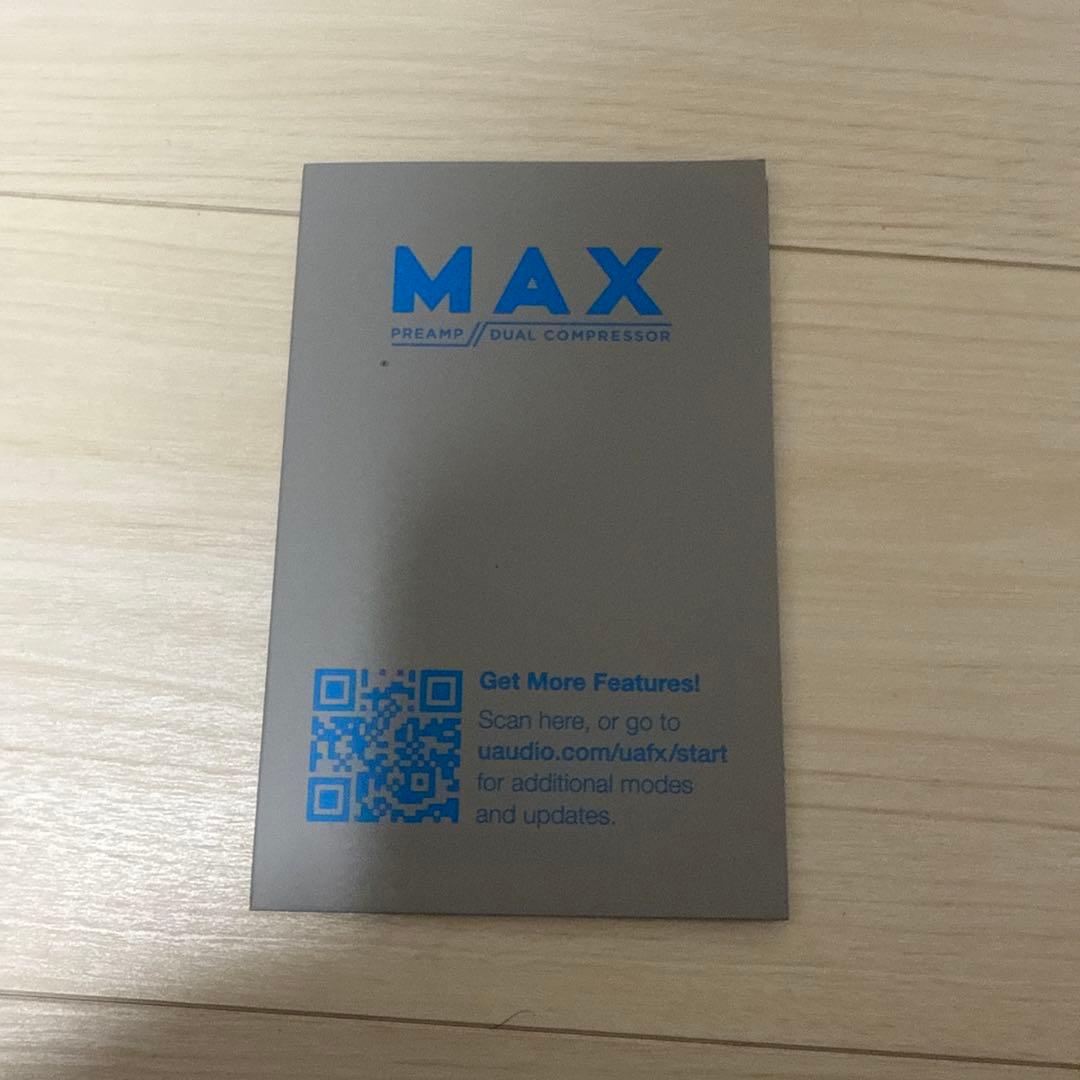 MAX
PREAMP // DUAL COMPRESSOR
Get More Features!
Scan here, or go to
uaudio.com/uafx/start
for additional modes
and updates.